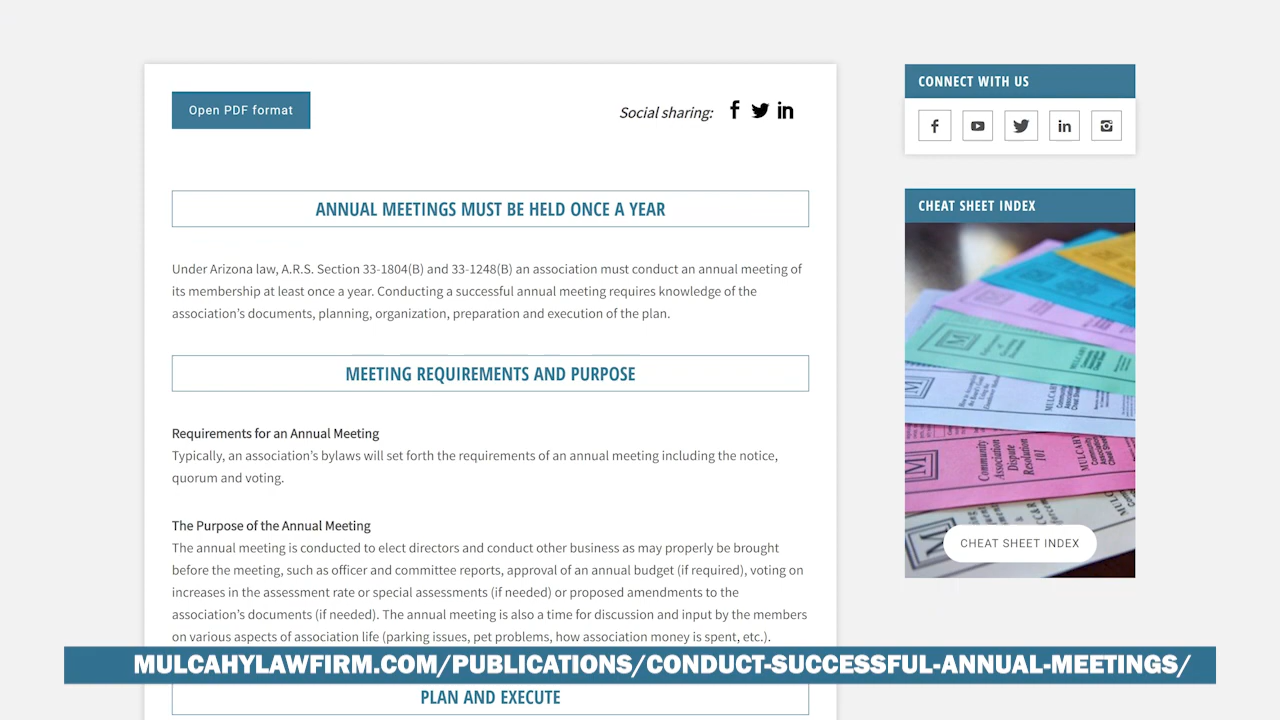 Open PDF format
Social sharing:
ANNUAL MEETINGS MUST BE HELD ONCE A YEAR
Under Arizona law, A.R.S. Section 33-1804(B) and 33-1248(B) an association must conduct an annual meeting of
its membership at least once a year. Conducting a successful annual meeting requires knowledge of the
association's documents, planning, organization, preparation and execution of the plan.
MEETING REQUIREMENTS AND PURPOSE
Requirements for an Annual Meeting
Typically, an association's bylaws will set forth the requirements of an annual meeting including the notice,
quorum and voting.
The Purpose of the Annual Meeting
The annual meeting is conducted to elect directors and conduct other business as may properly be brought
before the meeting, such as officer and committee reports, approval of an annual budget (if required), voting on
increases in the assessment rate or special assessments (if needed) or proposed amendments to the
association's documents (if needed). The annual meeting is also a time for discussion and input by the members
on various aspects of association life (parking issues, pet problems, how association money is spent, etc.).
MULCAHYLAWFIRM.COM/PUBLICATIONS/CONDUCT-SUCCESSFUL-ANNUAL-MEETINGS/
PLAN AND EXECUTE
CONNECT WITH US
CHEAT SHEET INDEX
MULCAHY
Community
Association
Dispute
Resolution
101
CHEAT SHEET INDEX